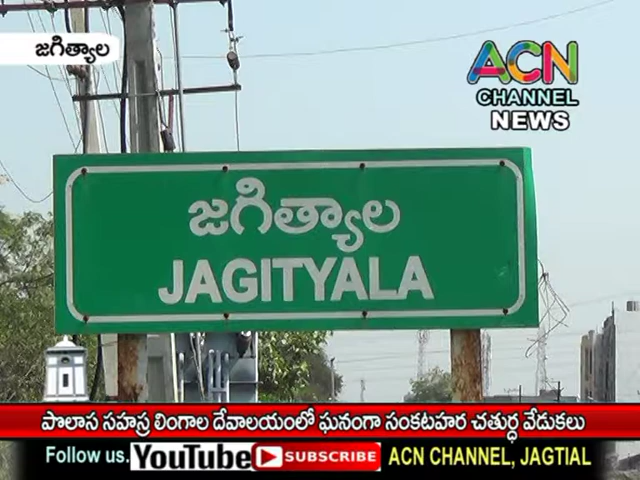 జగిత్యాల
ACN
CHANNEL
NEWS
జగిత్యాల
JAGITYALA
పొలాస సహస్ర లింగాల దేవాలయంలో ఘనంగా సంకటహర చతుర్ధ వేడుకలు
Follow us. YouTube SUBSCRIBE ACN CHANNEL, JAGTIAL